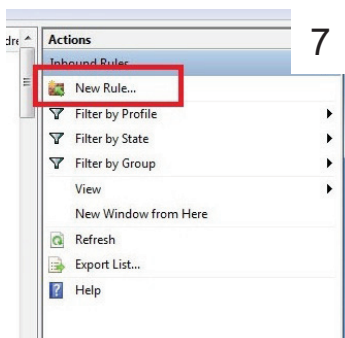 dre
Actions
7
Inbound Rules
New Rule...
Filter by Profile
Filter by State
Filter by Group
View
New Window from Here
Refresh
Export List...
Help